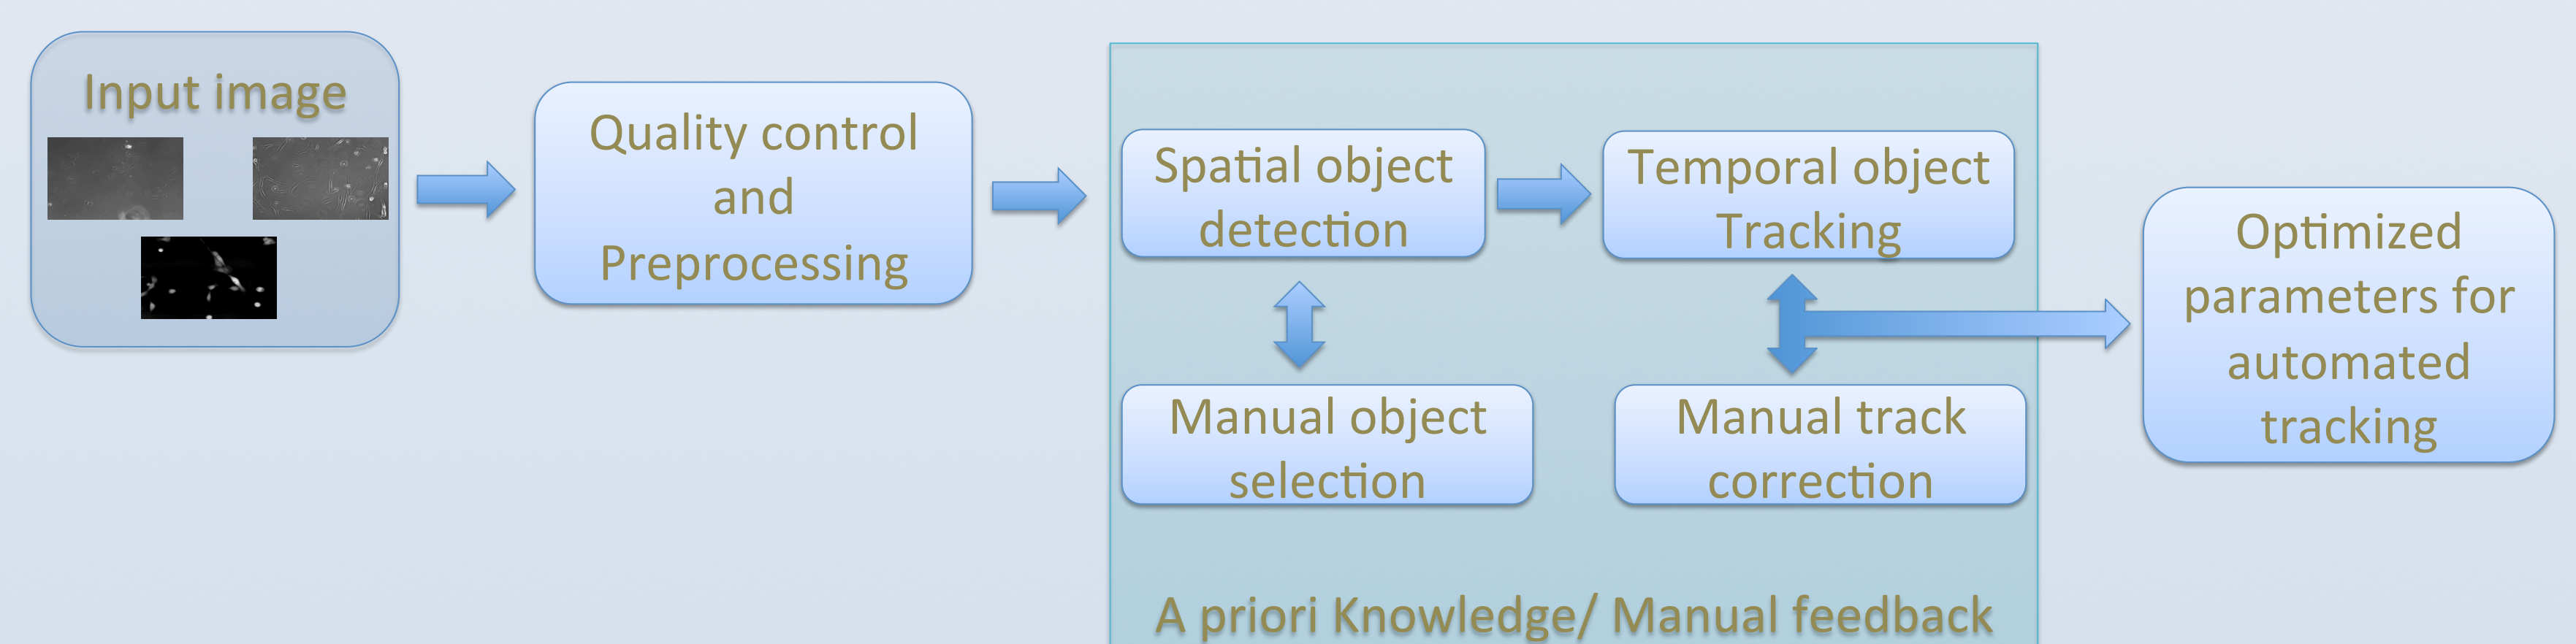 Input image
Quality control
and
Preprocessing
Spatial object
detection
Temporal object
Tracking
Manual object
selection
Manual track
correction
A priori Knowledge/ Manual feedback
Optimized
parameters for
automated
tracking